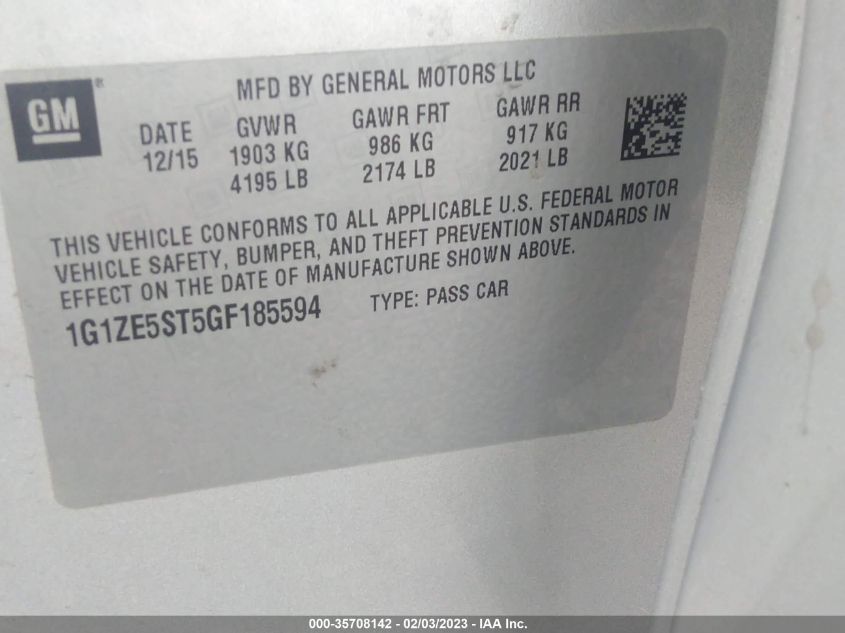 GM®
MFD BY GENERAL MOTORS LLC
DATE GVWR GAWR FRT GAWR RR
12/15 1903 KG 986 KG 917 KG
4195 LB 2174 LB 2021 LB
THIS VEHICLE CONFORMS TO ALL APPLICABLE U.S. FEDERAL MOTOR
VEHICLE SAFETY, BUMPER, AND THEFT PREVENTION STANDARDS IN
EFFECT ON THE DATE OF MANUFACTURE SHOWN ABOVE.
1G1ZE5ST5GF185594 TYPE: PASS CAR
000-35708142 - 02/03/2023 - IAA Inc.